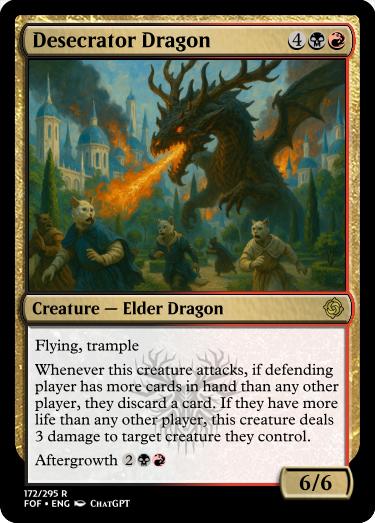 Desecrator Dragon 4
Creature — Elder Dragon
Flying, trample
Whenever this creature attacks, if defending
player has more cards in hand than any other
player, they discard a card. If they have more
life than any other player, this creature deals
3 damage to target creature they control.
Aftergrowth 2
6/6
172/295 R
FOF • ENG ChatGPT